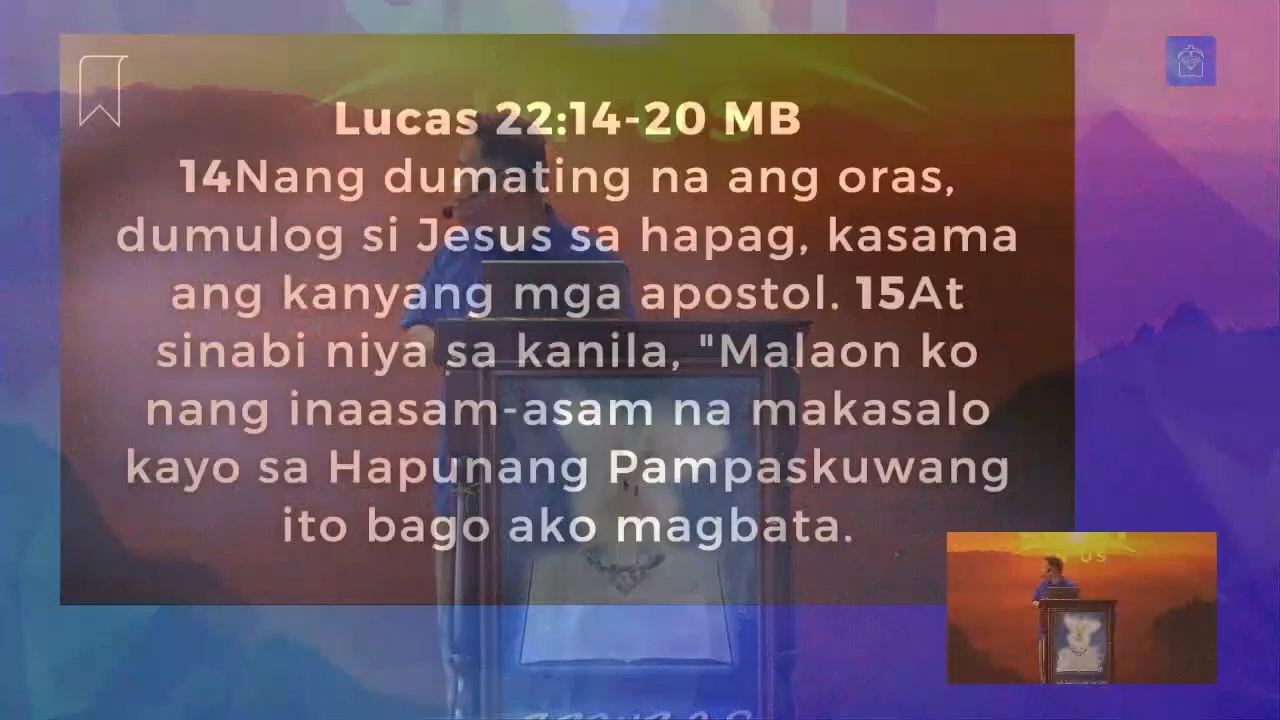 Lucas 22:14-20 MB
14Nang dumating na ang oras,
dumulog si Jesus sa hapag, kasama
ang kanyang mga apostol. 15At
sinabi niya sa kanila, "Malaon ko
nang inaasam-asam na makasalo
kayo sa Hapunang Pampaskuwang
ito bago ako magbata.
US